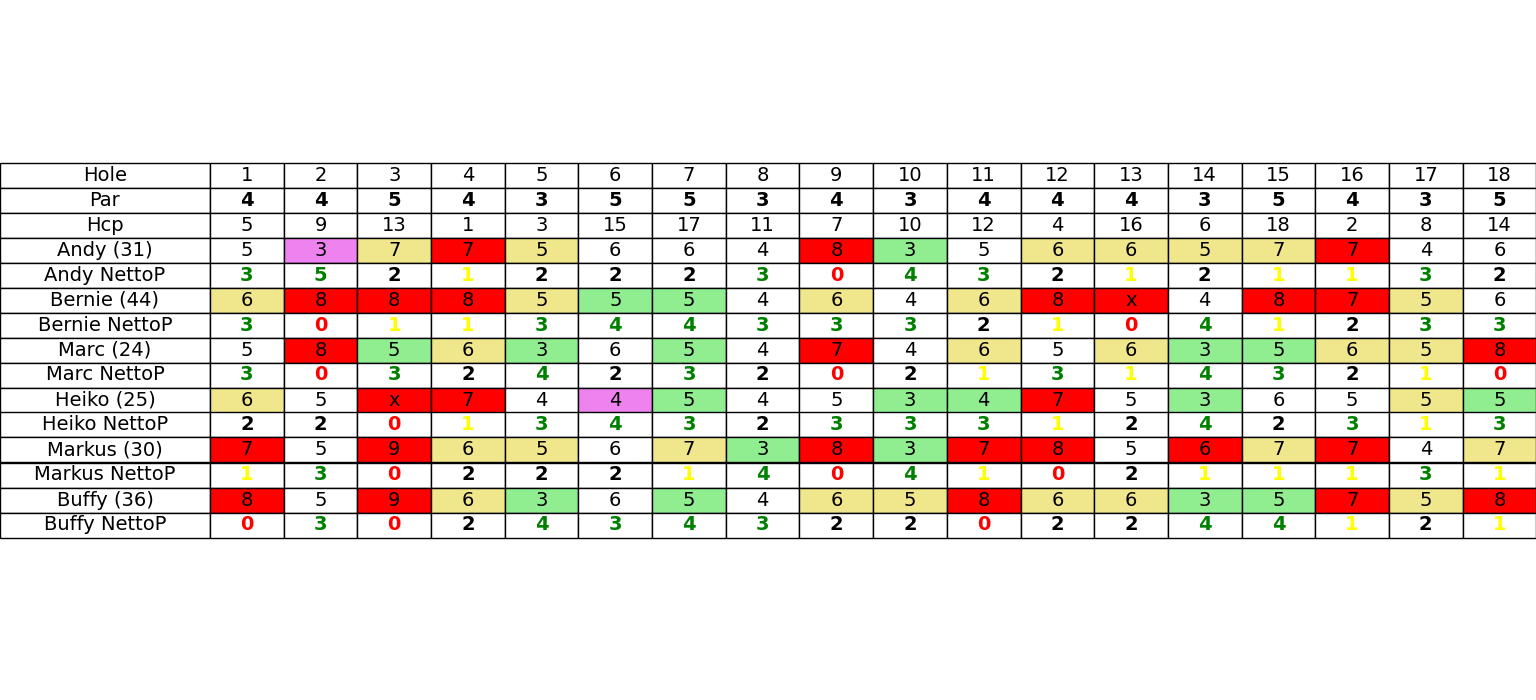 Hole 1 2 3 4 5 6 7 8 9 10 11 12 13 14 15 16 17 18
Par 4 4 5 4 3 5 5 3 4 3 4 4 4 3 5 4 3 5
Hcp 5 9 13 1 3 15 17 11 7 10 12 4 16 6 18 2 8 14
Andy (31) 5 3 7 7 5 6 6 4 8 3 5 6 6 5 7 7 4 6
Andy NettoP 3 5 2 1 2 2 2 3 0 4 3 2 1 2 1 1 3 2
Bernie (44) 6 8 8 8 5 5 5 4 6 4 6 8 x 4 8 7 5 6
Bernie NettoP 3 0 1 1 3 4 4 3 3 3 2 1 0 4 1 2 3 3
Marc (24) 5 8 5 6 3 6 5 4 7 4 6 5 6 3 5 6 5 8
Marc NettoP 3 0 3 2 4 2 3 2 0 2 1 3 1 4 3 2 1 0
Heiko (25) 6 5 x 7 4 4 5 4 5 3 4 7 5 3 6 5 5 5
Heiko NettoP 2 2 0 1 3 4 3 2 3 3 3 1 2 4 2 3 1 3
Markus (30) 7 5 9 6 5 6 7 3 8 3 7 8 5 6 7 7 4 7
Markus NettoP 1 3 0 2 2 2 1 4 0 4 1 0 2 1 1 1 3 1
Buffy (36) 8 5 9 6 3 6 5 4 6 5 8 6 6 3 5 7 5 8
Buffy NettoP 0 3 0 2 4 3 4 3 2 2 0 2 2 4 4 1 2 1